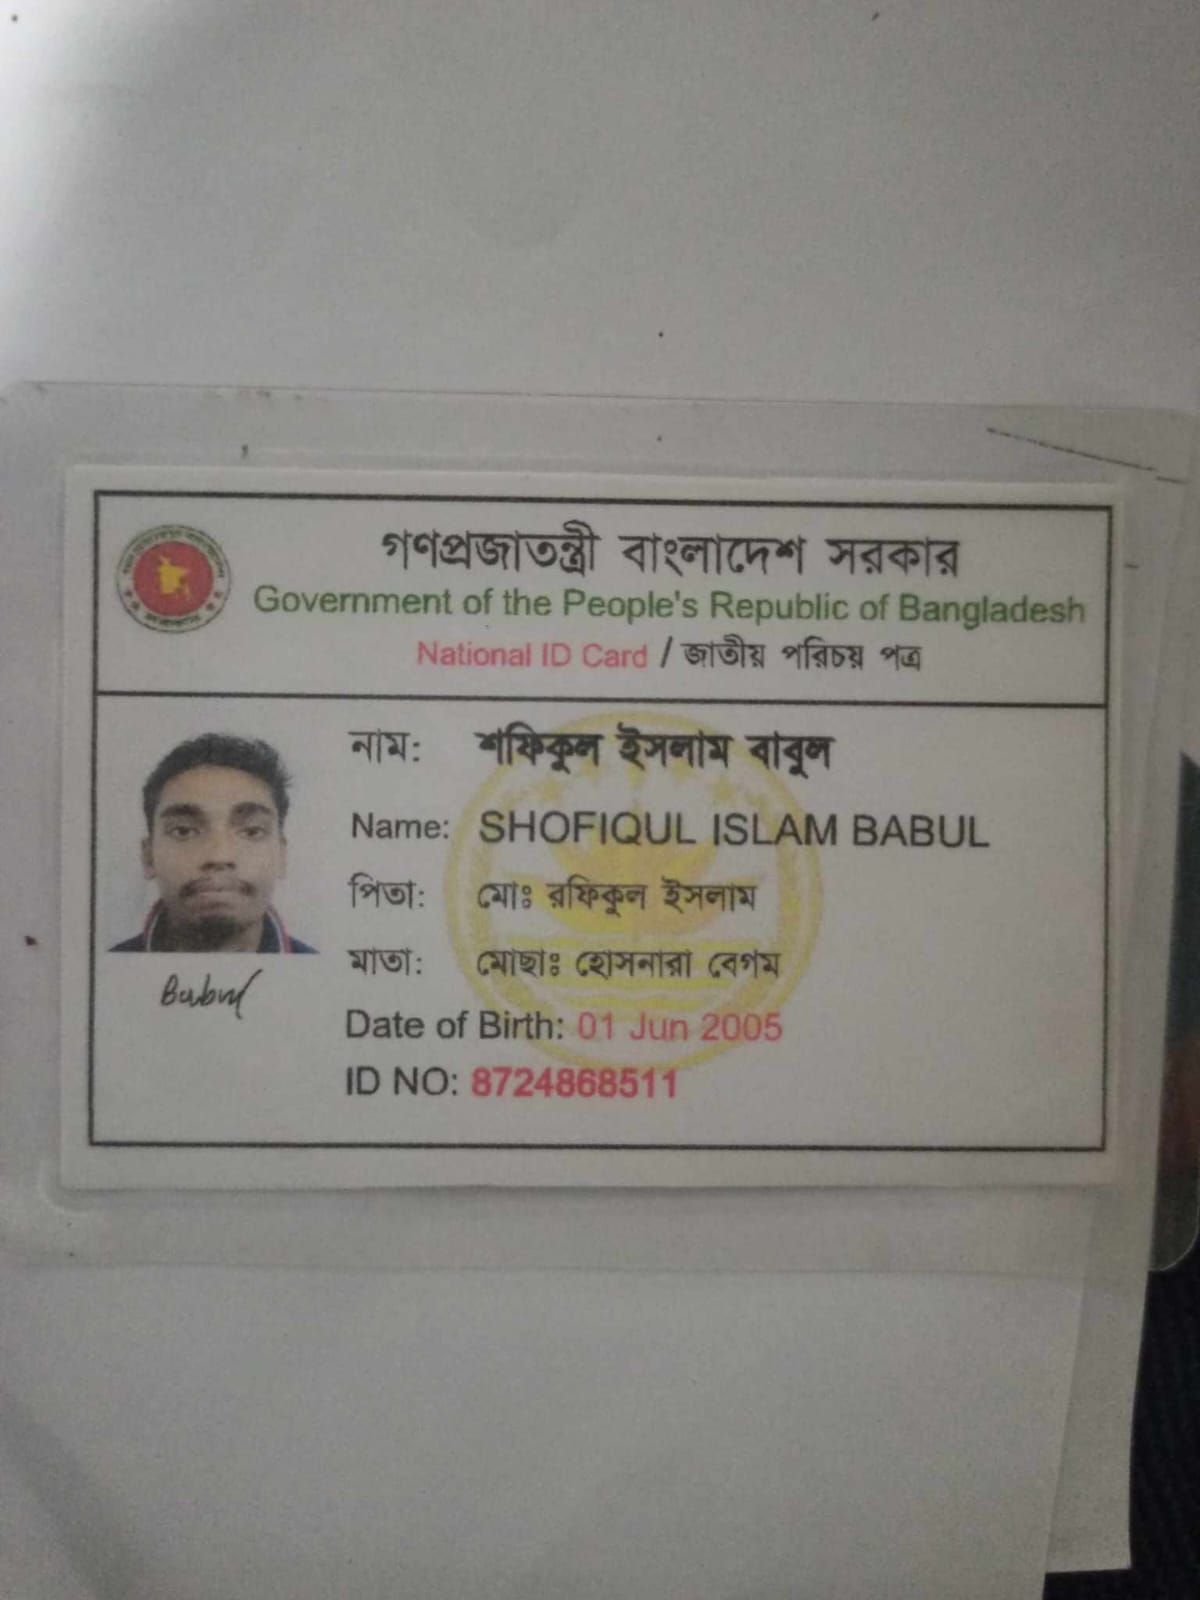 গণপ্রজাতন্ত্রী বাংলাদেশ সরকার
Government of the People's Republic of Bangladesh
National ID Card / জাতীয় পরিচয় পত্র
নাম: শফিকুল ইসলাম বাবুল
Name: SHOFIQUL ISLAM BABUL
পিতা: মোঃ রফিকুল ইসলাম
মাতা: মোছাঃ হোসনারা বেগম
Babul
Date of Birth: 01 Jun 2005
ID NO: 8724868511